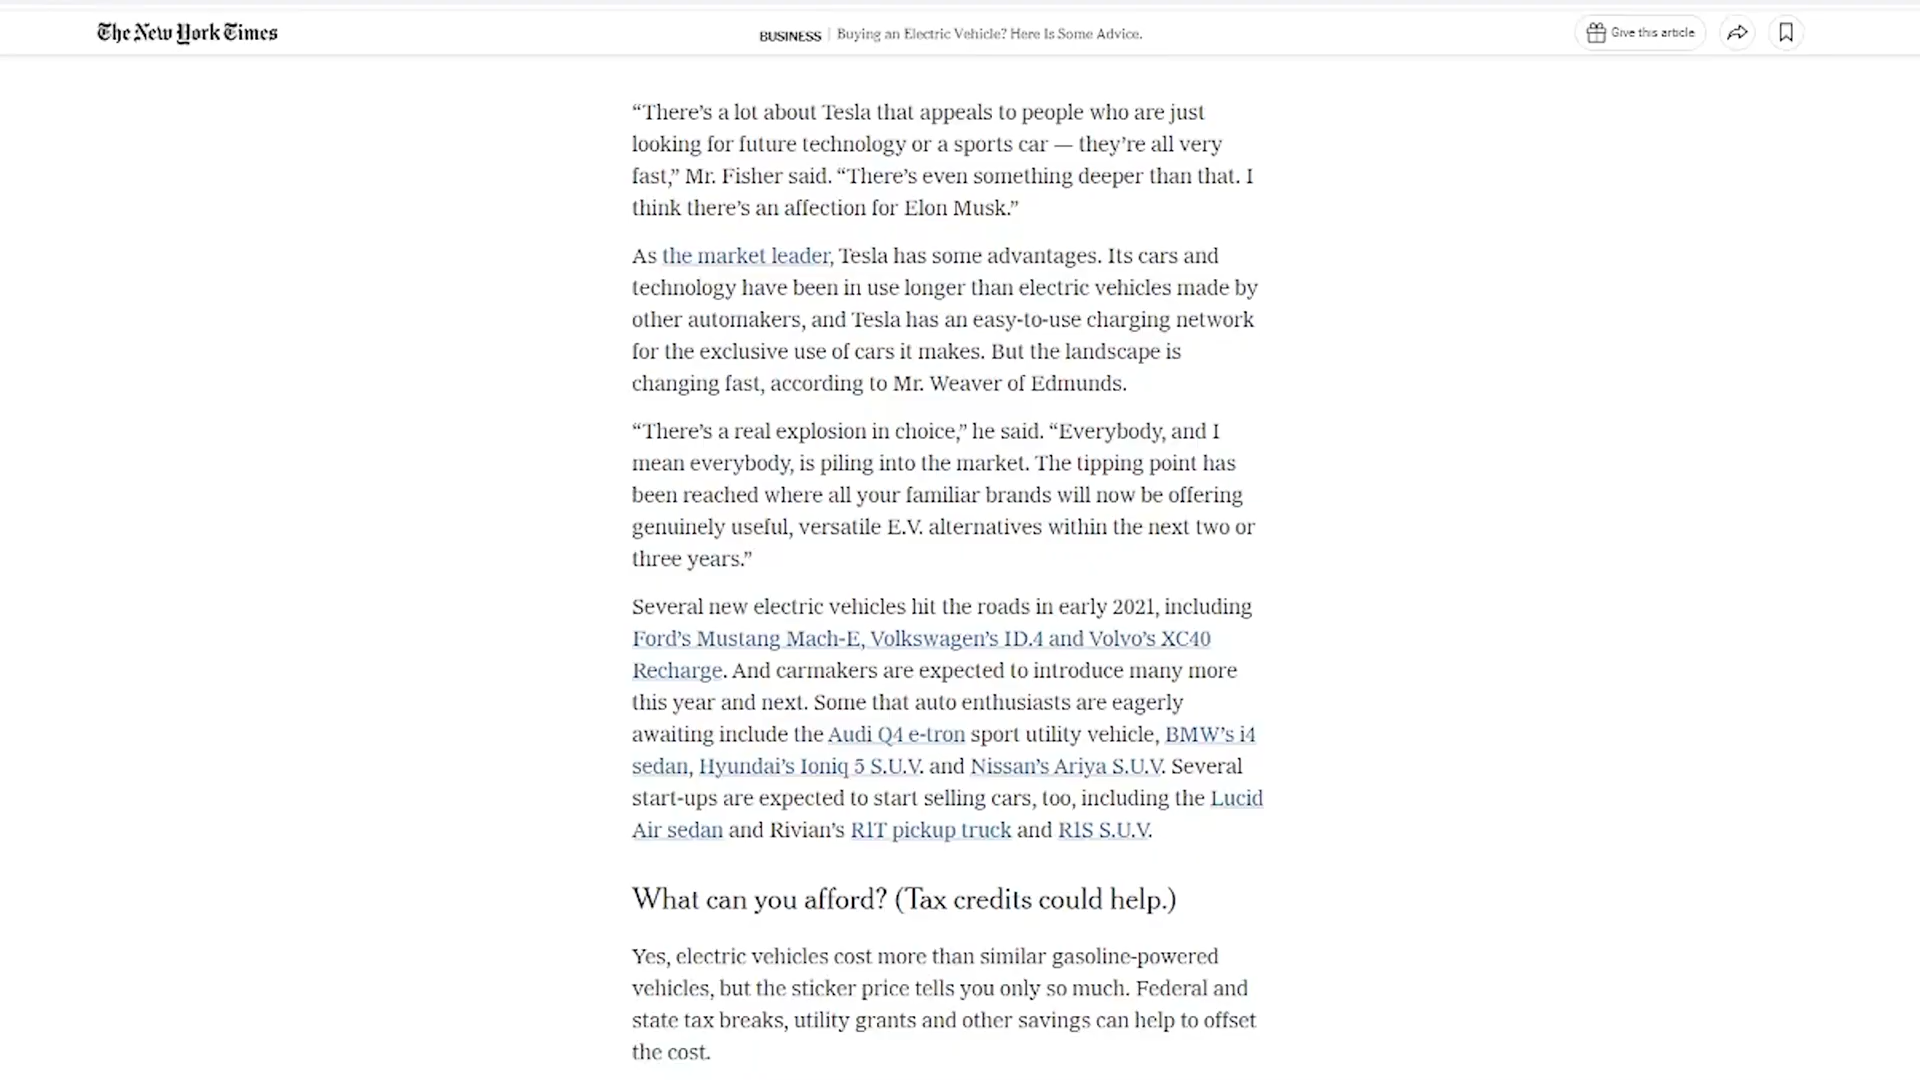 The New York Times
BUSINESS | Buying an Electric Vehicle? Here Is Some Advice.
Give this article
“There’s a lot about Tesla that appeals to people who are just
looking for future technology or a sports car — they’re all very
fast,” Mr. Fisher said. “There’s even something deeper than that. I
think there’s an affection for Elon Musk.”
As the market leader, Tesla has some advantages. Its cars and
technology have been in use longer than electric vehicles made by
other automakers, and Tesla has an easy-to-use charging network
for the exclusive use of cars it makes. But the landscape is
changing fast, according to Mr. Weaver of Edmunds.
“There’s a real explosion in choice,” he said. “Everybody, and I
mean everybody, is piling into the market. The tipping point has
been reached where all your familiar brands will now be offering
genuinely useful, versatile E.V. alternatives within the next two or
three years.”
Several new electric vehicles hit the roads in early 2021, including
Ford’s Mustang Mach-E, Volkswagen’s ID.4 and Volvo’s XC40
Recharge. And carmakers are expected to introduce many more
this year and next. Some that auto enthusiasts are eagerly
awaiting include the Audi Q4 e-tron sport utility vehicle, BMW’s i4
sedan, Hyundai’s Ioniq 5 S.U.V. and Nissan’s Ariya S.U.V. Several
start-ups are expected to start selling cars, too, including the Lucid
Air sedan and Rivian’s R1T pickup truck and R1S S.U.V.
What can you afford? (Tax credits could help.)
Yes, electric vehicles cost more than similar gasoline-powered
vehicles, but the sticker price tells you only so much. Federal and
state tax breaks, utility grants and other savings can help to offset
the cost.